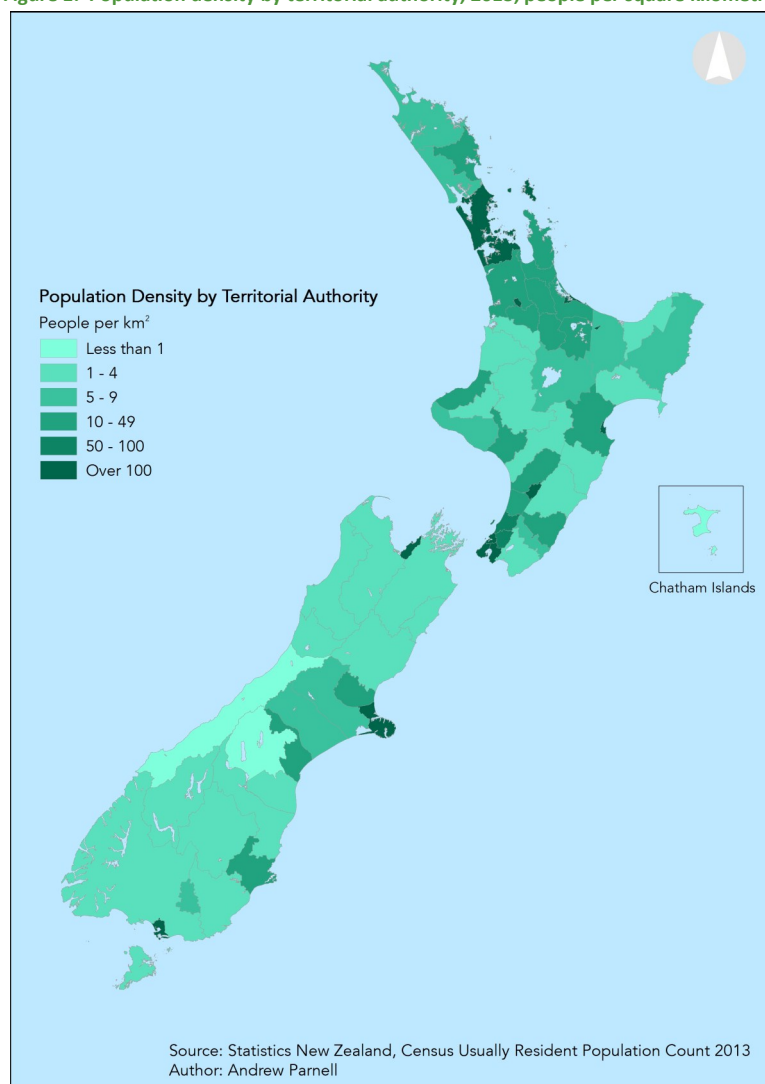 Population Density by Territorial Authority
People per km²
Less than 1
1 - 4
5 - 9
10 - 49
50 - 100
Over 100
Chatham Islands
Source: Statistics New Zealand, Census Usually Resident Population Count 2013
Author: Andrew Parnell